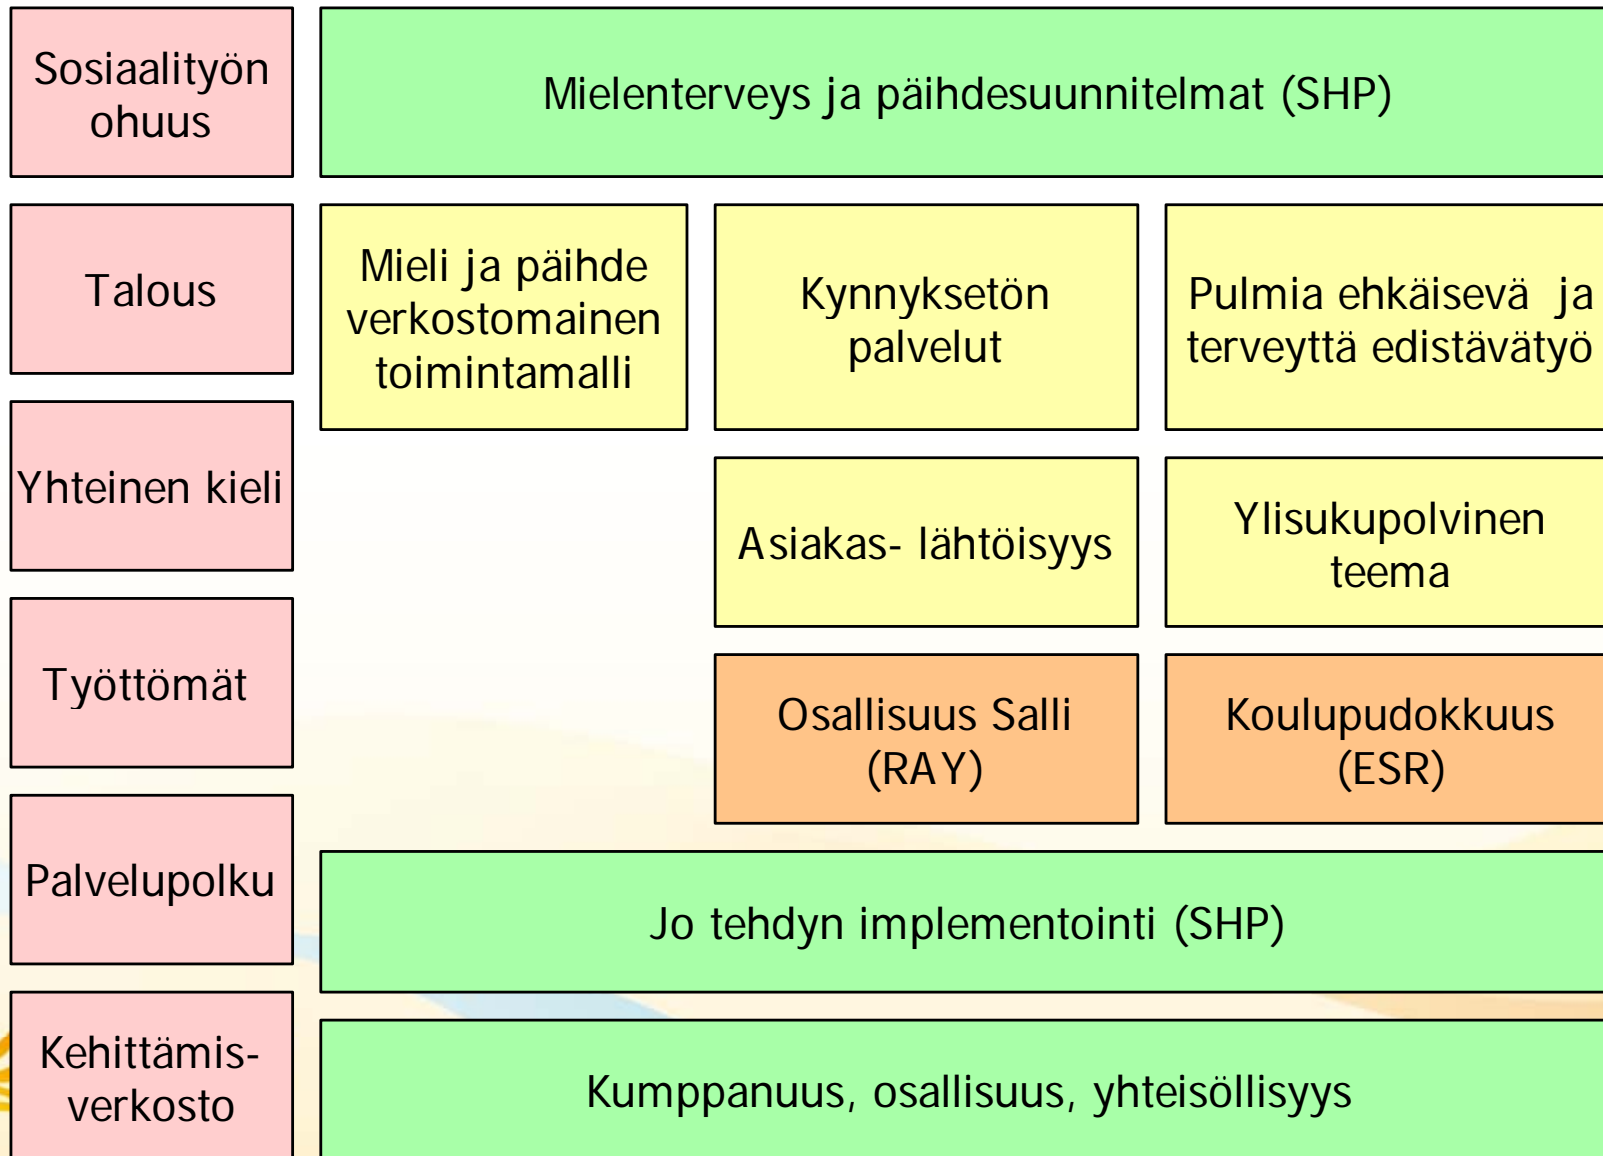 Sosiaalityön
ohuus
Mielenterveys ja päihdesuunnitelmat (SHP)
Talous
Mieli ja päihde
verkostomainen
toimintamalli
Kynnyksetön
palvelut
Pulmia ehkäisevä ja
terveyttä edistävätyö
Yhteinen kieli
Asiakas- lähtöisyys
Ylisukupolvinen
teema
Työttömät
Osallisuus Salli
(RAY)
Koulupudokkuus
(ESR)
Palvelupolku
Jo tehdyn implementointi (SHP)
Kehittämis-
verkosto
Kumppanuus, osallisuus, yhteisöllisyys